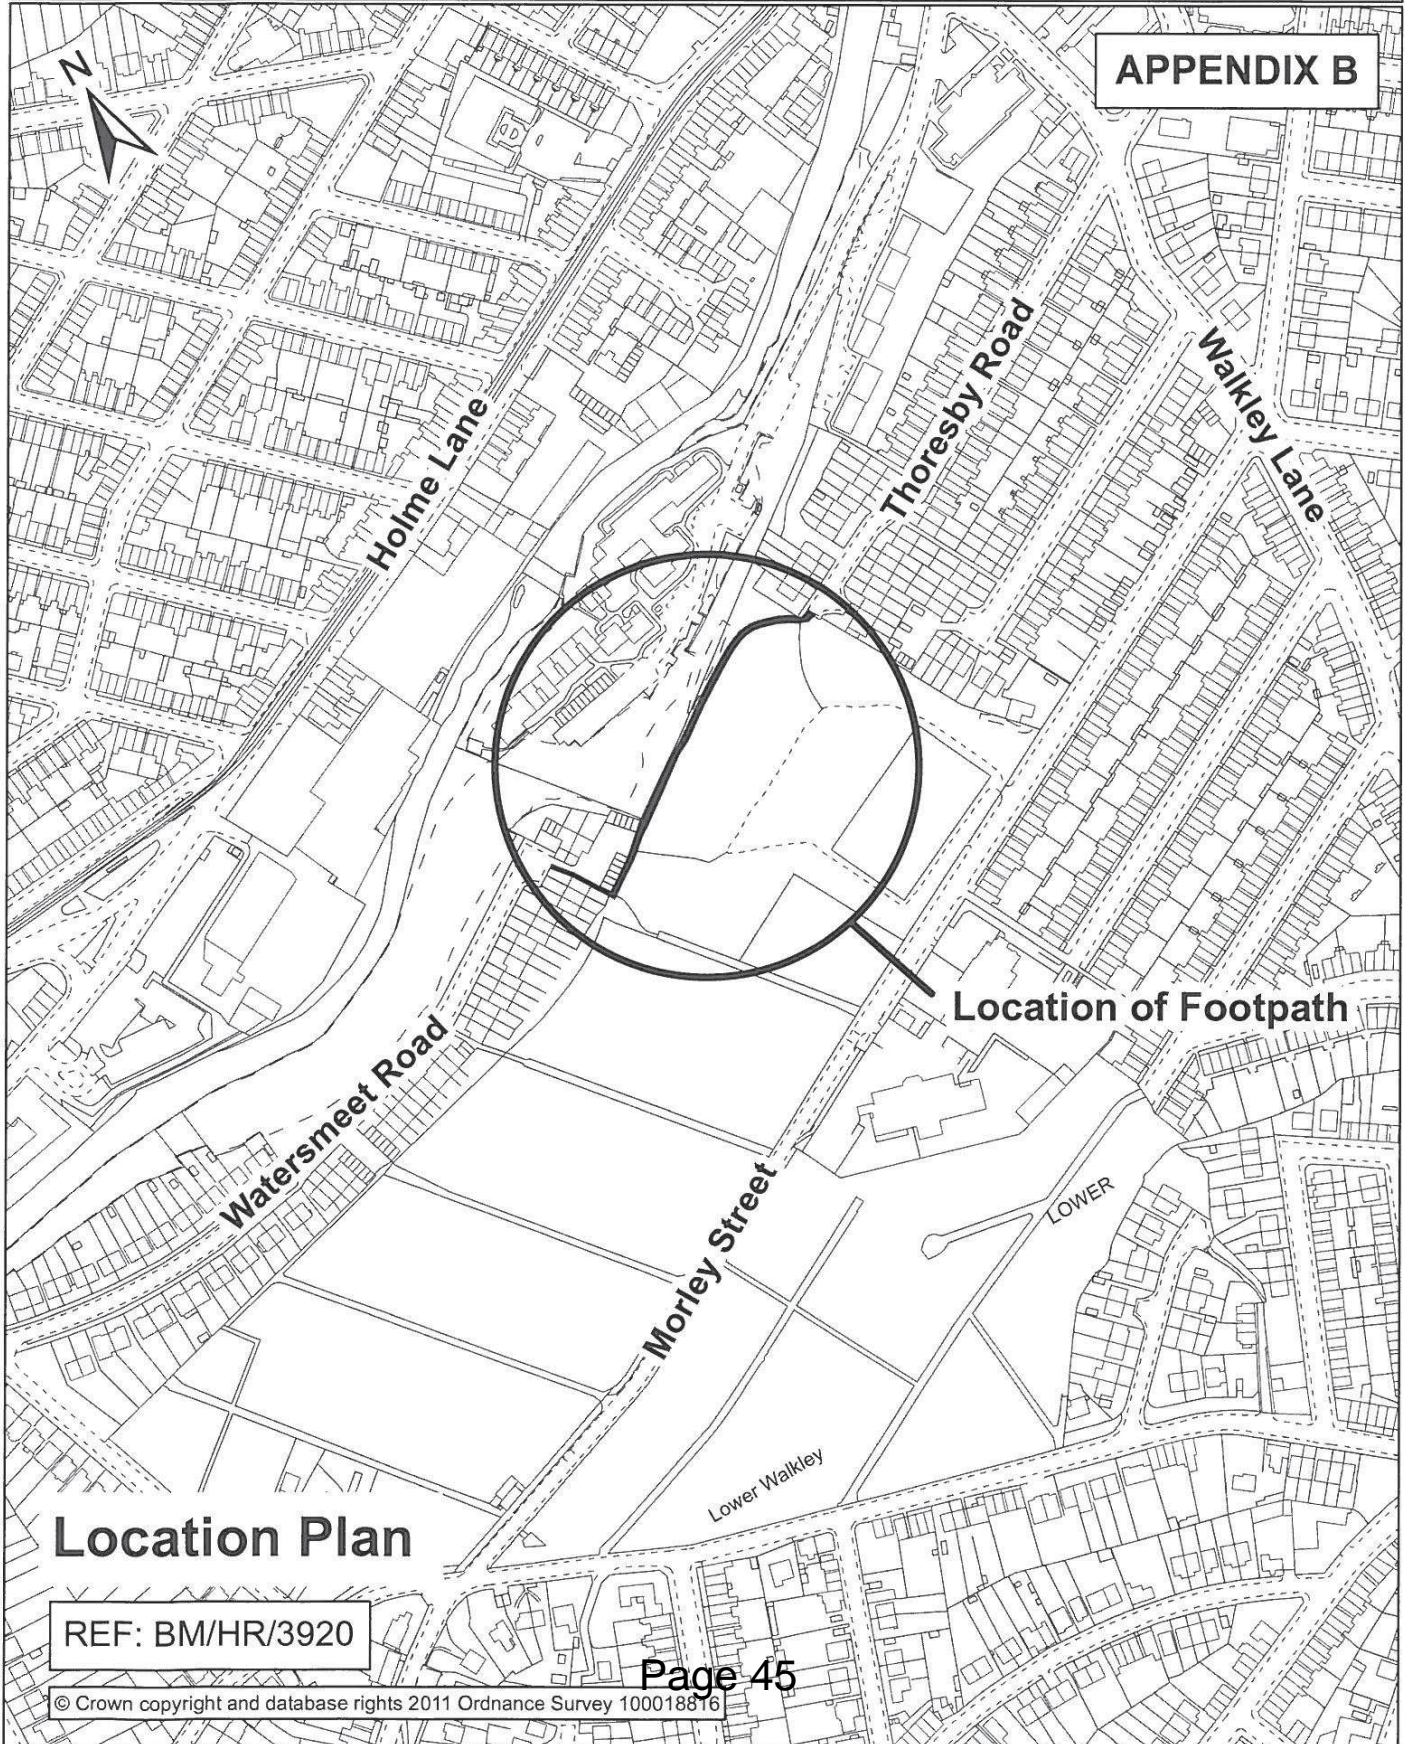 N
APPENDIX B
Holme Lane
Thoresby Road
Walkley Lane
Location of Footpath
Watersmeet Road
Morley Street
LOWER
Lower Walkley
Location Plan
REF: BM/HR/3920
Page 45
© Crown copyright and database rights 2011 Ordnance Survey 100018816